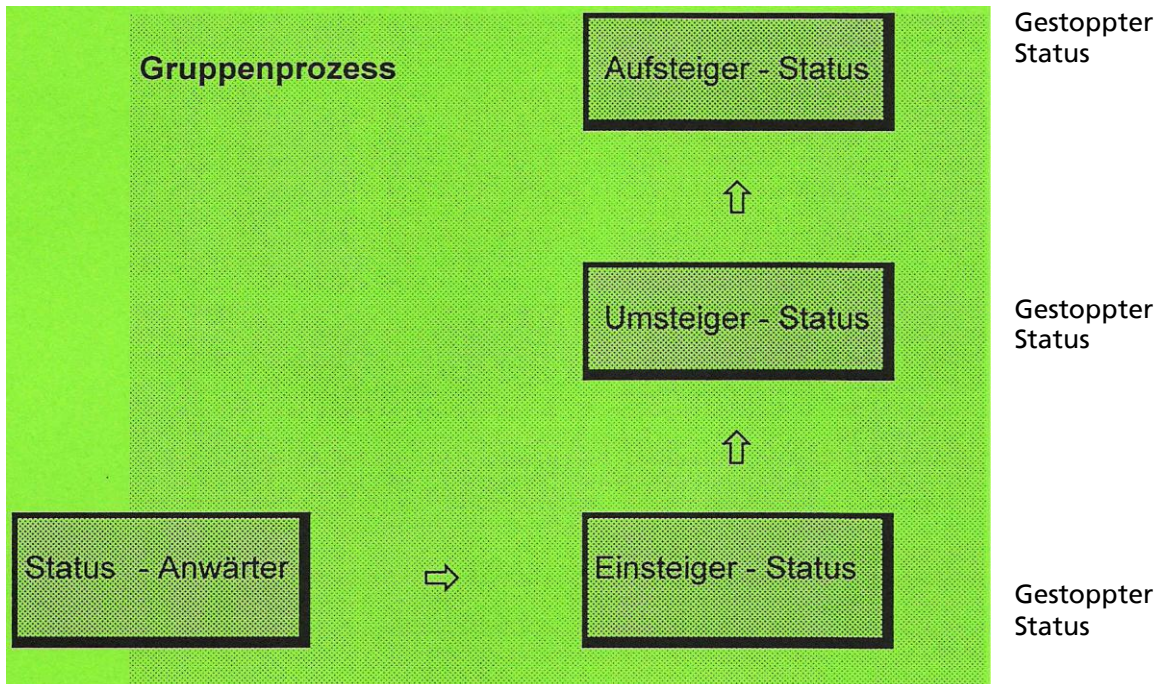 Gruppenprozess
Aufsteiger - Status
Gestoppter
Status
Umsteiger - Status
Gestoppter
Status
Status - Anwärter
Einsteiger - Status
Gestoppter
Status